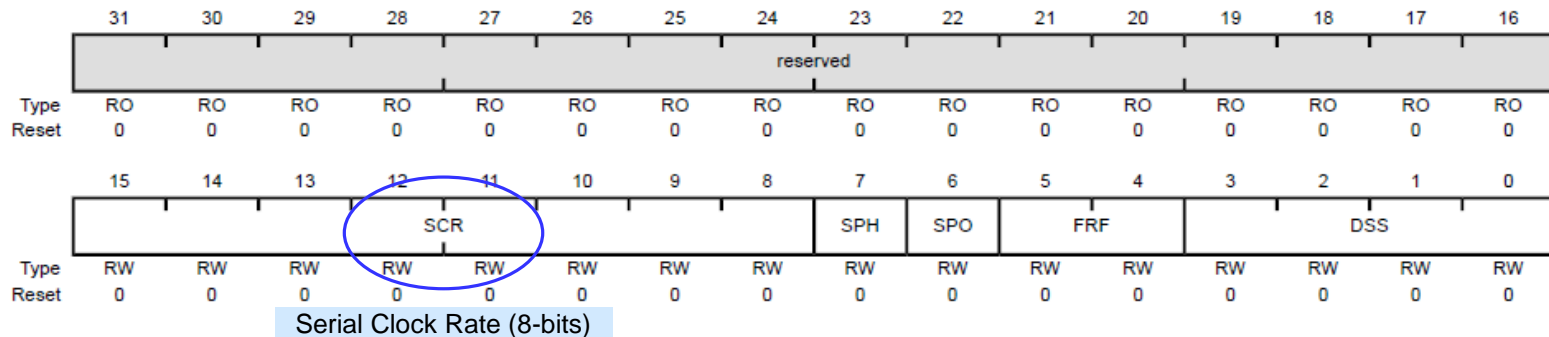 31 30 29 28 27 26 25 24 23 22 21 20 19 18 17 16
reserved
Type RO RO RO RO RO RO RO RO RO RO RO RO RO RO RO RO
Reset 0 0 0 0 0 0 0 0 0 0 0 0 0 0 0 0
15 14 13 12 11 10 9 8 7 6 5 4 3 2 1 0
SCR SPH SPO FRF DSS
Type RW RW RW RW RW RW RW RW RW RW RW RW RW RW RW RW
Reset 0 0 0 0 0 0 0 0 0 0 0 0 0 0 0 0
Serial Clock Rate (8-bits)